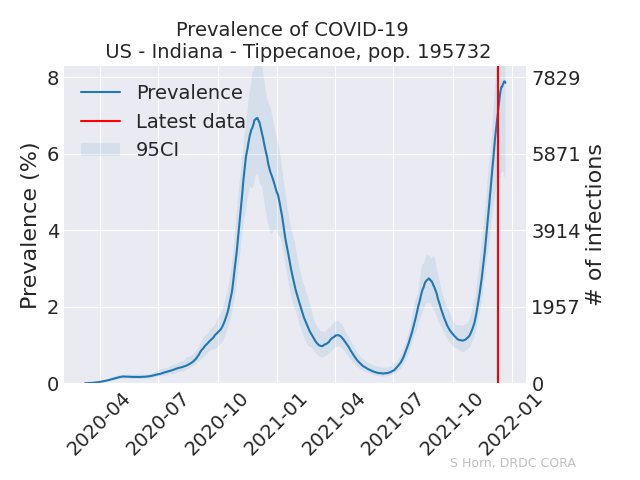 Prevalence of COVID-19
US - Indiana - Tippecanoe, pop. 195732
Prevalence
Latest data
95CI
Prevalence (%)
8
6
4
2
0
7829
5871
3914
1957
0
# of infections
2020-04
2020-07
2020-10
2021-01
2021-04
2021-07
2021-10
2022-01
S Horn, DRDC CORA